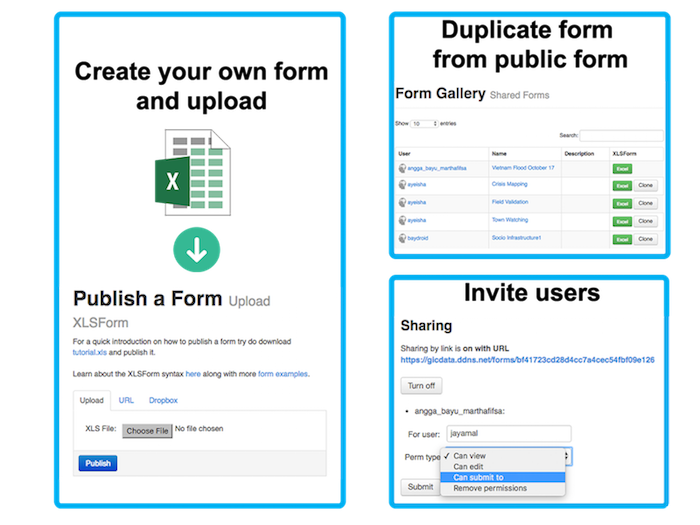 Create your own form
and upload
X
Publish a Form Upload
XLSForm
For a quick introduction on how to publish a form try do download
tutorial.xls and publish it.
Learn about the XLSForm syntax here along with more form examples.
Upload URL Dropbox
XLS File: Choose File No file chosen
Publish
Duplicate form
from public form
Form Gallery Shared Forms
Show 10 entries
Search:
User Name Description XLSForm
angga_bayu_marthafifsa Vietnam Flood October 17 Excel
ayeisha Crisis Mapping Excel Clone
ayeisha Field Validation Excel Clone
ayeisha Town Watching Excel Clone
baydroid Socio Infrastructure1 Excel Clone
Invite users
Sharing
Sharing by link is on with URL
https://gicdata.ddns.net/forms/bf41723cd28d4cc7a4cec54fbf09e126
Turn off
• angga_bayu_marthafifsa:
For user: jayamal
Perm type ✓ Can view
Can edit
Can submit to
Submit Remove permissions